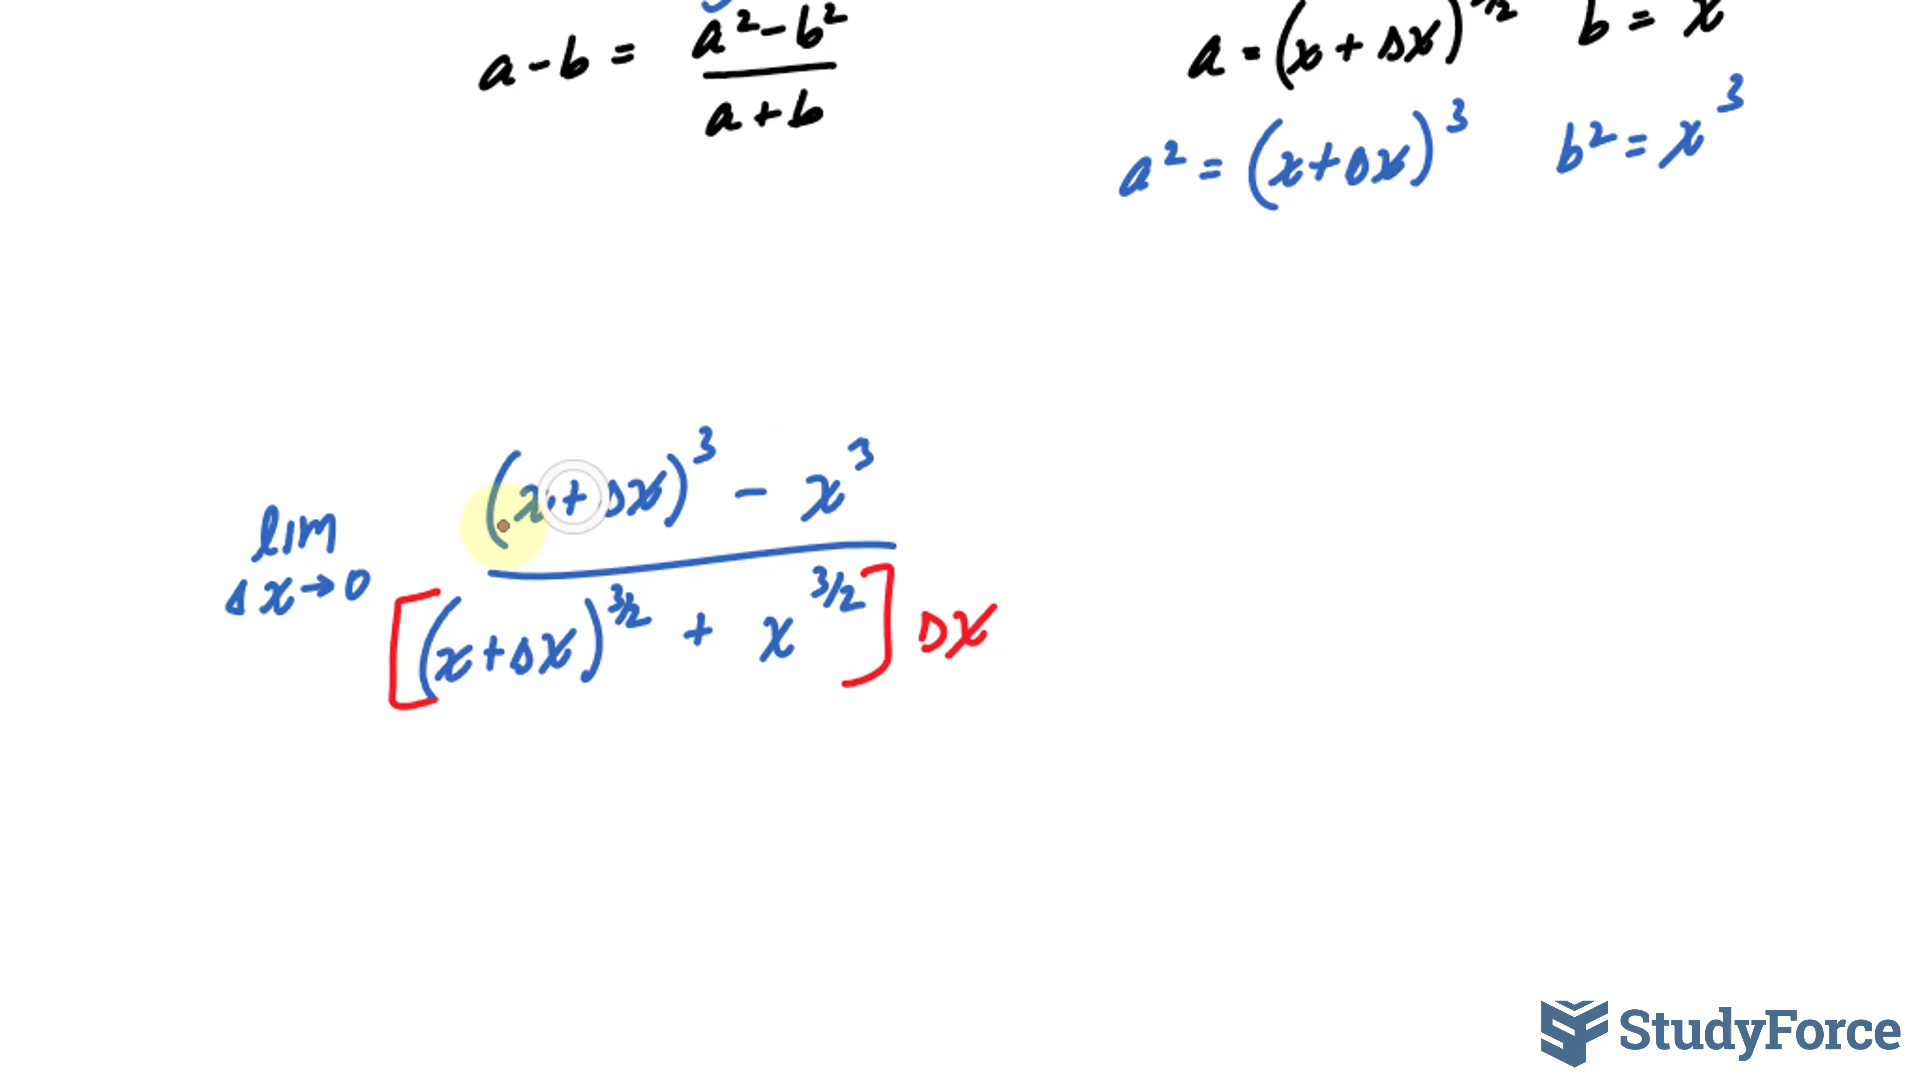 a - b = (a² - b²) / (a + b)
a = (x + Δx)^3/2   b = x
a² = (x + Δx)³   b² = x³
lim Δx→0 ((x + Δx)³ - x³) / ([(x + Δx)^3/2 + x^3/2] Δx)
StudyForce